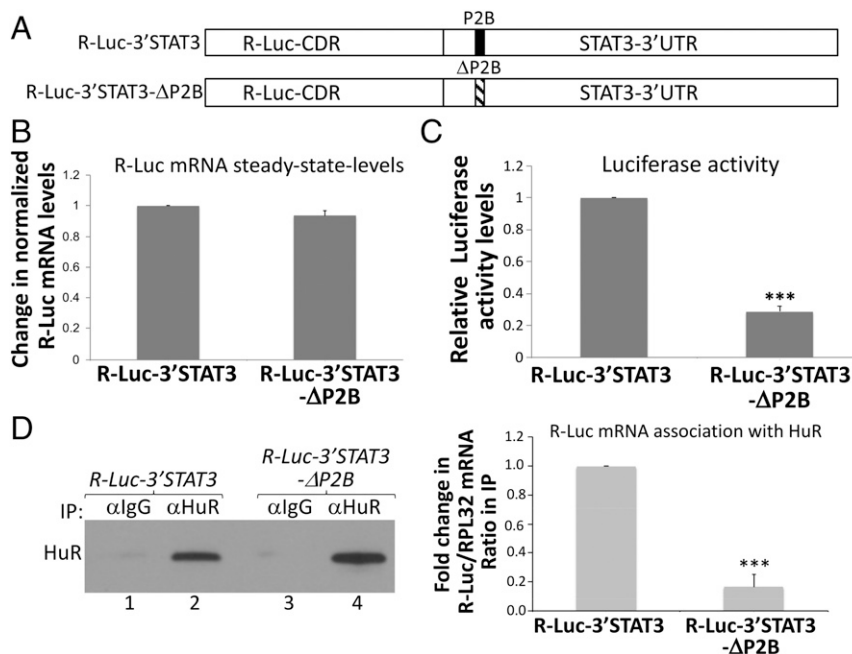 A
P2B
R-Luc-3'STAT3
R-Luc-CDR
STAT3-3'UTR
ΔP2B
R-Luc-3'STAT3-ΔP2B
R-Luc-CDR
STAT3-3'UTR
B
R-Luc mRNA steady-state-levels
Change in normalized
R-Luc mRNA levels
1.2
1
0.8
0.6
0.4
0.2
0
R-Luc-3'STAT3
R-Luc-3'STAT3
-ΔP2B
C
Luciferase activity
Relative Luciferase
activity levels
1.2
1
0.8
0.6
0.4
0.2
0
***
R-Luc-3'STAT3
R-Luc-3'STAT3
-ΔP2B
D
R-Luc-3'STAT3
R-Luc-3'STAT3
-ΔP2B
IP:
αIgG
αHuR
αIgG
αHuR
HuR
1
2
3
4
R-Luc mRNA association with HuR
Fold change in
R-Luc/RPL32 mRNA
Ratio in IP
1.2
1.0
0.8
0.6
0.4
0.2
0.0
***
R-Luc-3'STAT3
R-Luc-3'STAT3
-ΔP2B